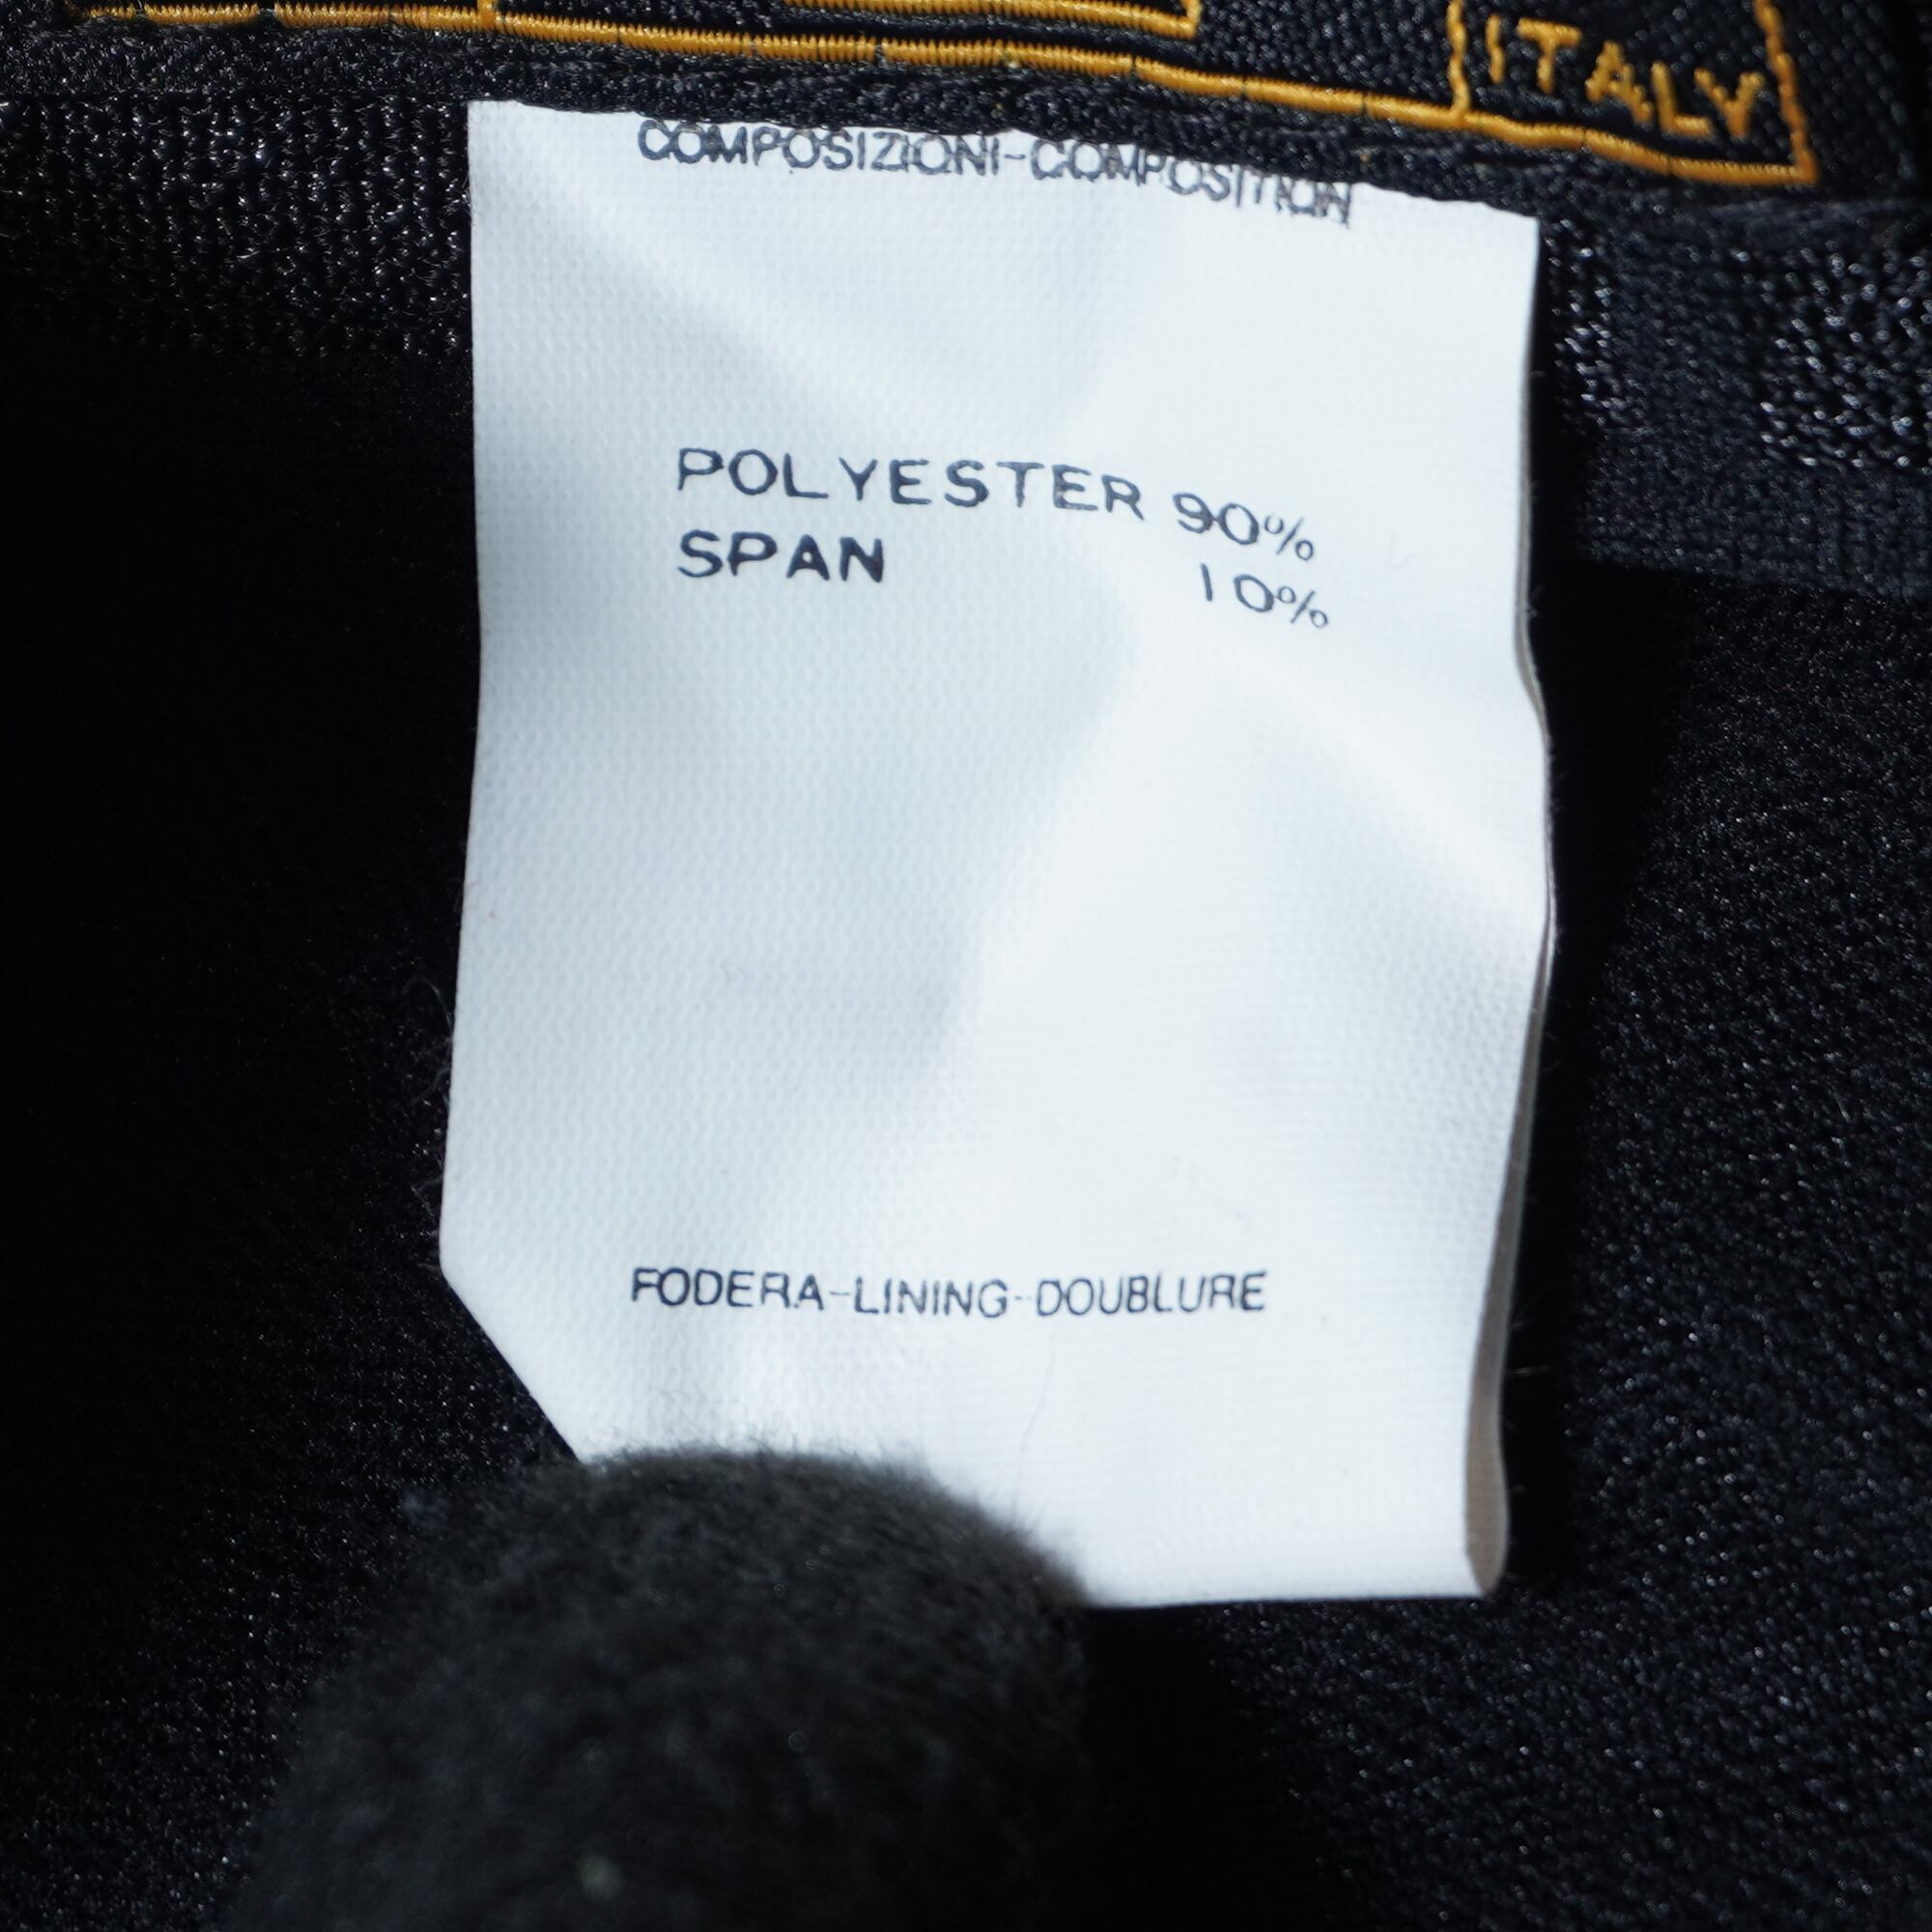 ITALY
COMPOSIZIONI-COMPOSITION
POLYESTER 90%
SPAN 10%
FODERA-LINING-DOUBLURE